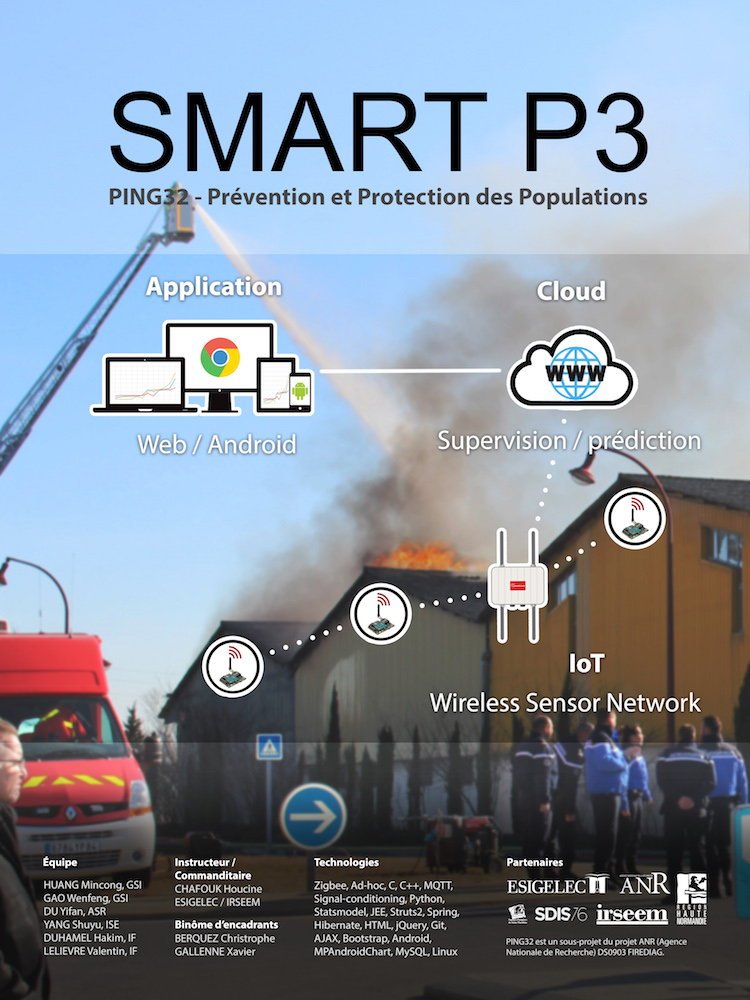 SMART P3
PING32 - Prévention et Protection des Populations
Application
Cloud
WWW
Web / Android
Supervision / prédiction
IoT
Wireless Sensor Network
Équipe
HUANG Mincong, GSI
GAO Wenfeng, GSI
DU Yifan, ASR
YANG Shuyu, ISE
DUHAMEL Hakim, IF
LELIEVRE Valentin, IF
Instructeur /
Commanditaire
CHAFOUK Houcine
ESIGELEC / IRSEEM
Binôme d'encadrants
BERQUEZ Christophe
GALLENNE Xavier
Technologies
Zigbee, Ad-hoc, C, C++, MQTT,
Signal-conditioning, Python,
Statsmodel, JEE, Struts2, Spring,
Hibernate, HTML, jQuery, Git,
AJAX, Bootstrap, Android,
MPAndroidChart, MySQL, Linux
Partenaires
ESIGELEC
ANR
RÉGION
HAUTE
NORMANDIE
SDIS76
irseem
PING32 est un sous-projet du projet ANR (Agence
Nationale de Recherche) DS0903 FIREDIAG.